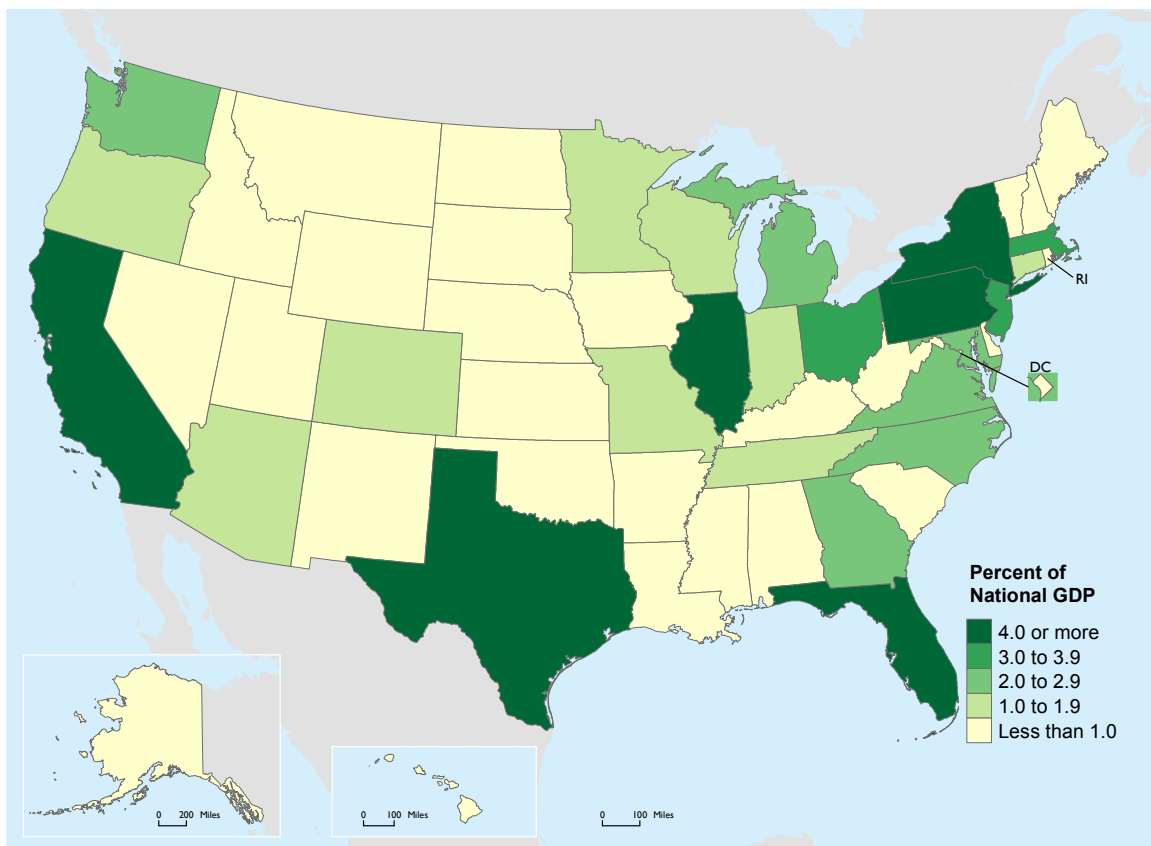 RI
DC
Percent of
National GDP
4.0 or more
3.0 to 3.9
2.0 to 2.9
1.0 to 1.9
Less than 1.0
0 200 Miles
0 100 Miles
0 100 Miles